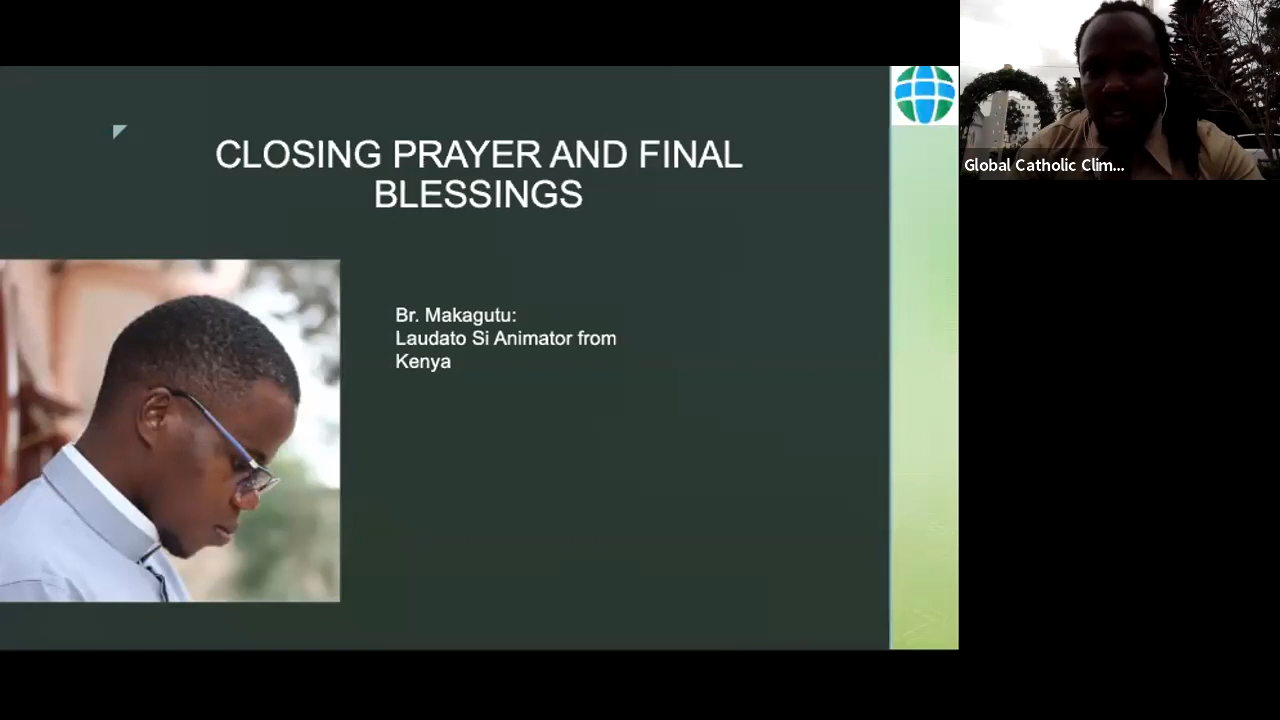 CLOSING PRAYER AND FINAL
BLESSINGS
Br. Makagutu:
Laudato Si Animator from
Kenya
Global Catholic Clim...